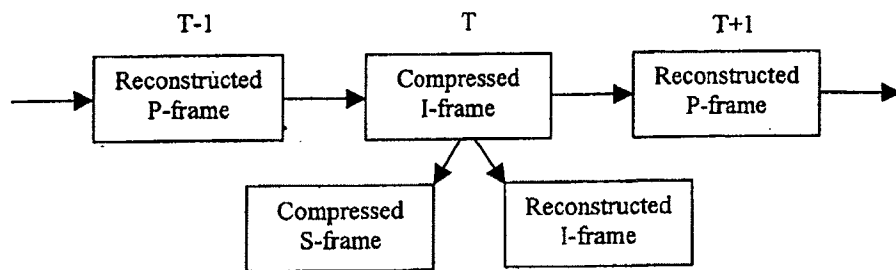 T-1
T
T+1
Reconstructed
P-frame
Compressed
I-frame
Reconstructed
P-frame
Compressed
S-frame
Reconstructed
I-frame